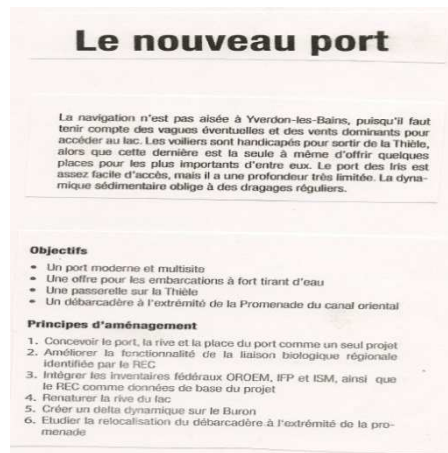 Le nouveau port
La navigation n'est pas aisée à Yverdon-les-Bains, puisqu'il faut
tenir compte des vagues éventuelles et des vents dominants pour
accéder au lac. Les voiliers sont handicapés pour sortir de la Thièle,
alors que cette dernière est la seule à même d'offrir quelques
places pour les plus importants d'entre eux. Le port des Iris est
assez facile d'accès, mais il a une profondeur très limitée. La dyna-
mique sédimentaire oblige à des dragages réguliers.
Objectifs
• Un port moderne et multisite
• Une offre pour les embarcations à fort tirant d'eau
• Une passerelle sur la Thièle
• Un débarcadère à l'extrémité de la Promenade du canal oriental
Principes d'aménagement
1. Concevoir le port, la rive et la place du port comme un seul projet
2. Améliorer la fonctionnalité de la liaison biologique régionale
identifiée par le REC
3. Intégrer les inventaires fédéraux OROEM, IFP et ISM, ainsi que
le REC comme données de base du projet
4. Renaturer la rive du lac
5. Créer un delta dynamique sur le Buron
6. Etudier la relocalisation du débarcadère à l'extrémité de la pro-
menade